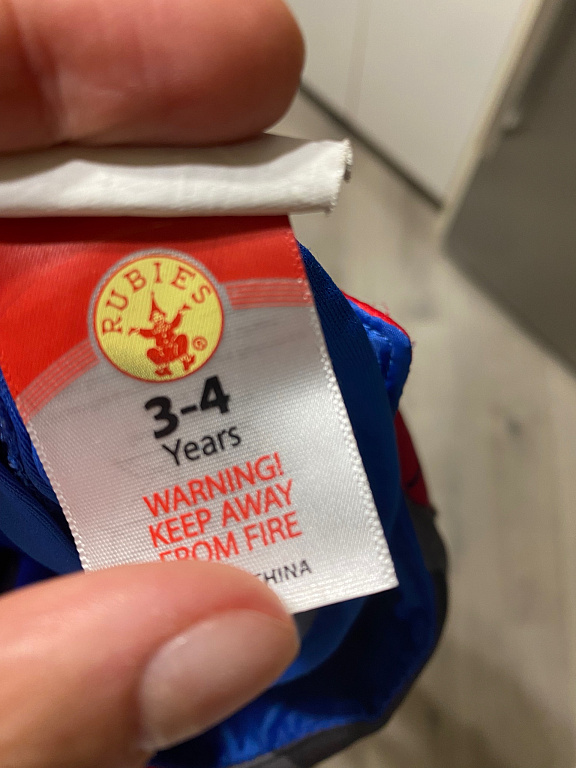 RUBIES
®
3-4
Years
WARNING!
KEEP AWAY
FROM FIRE
CHINA